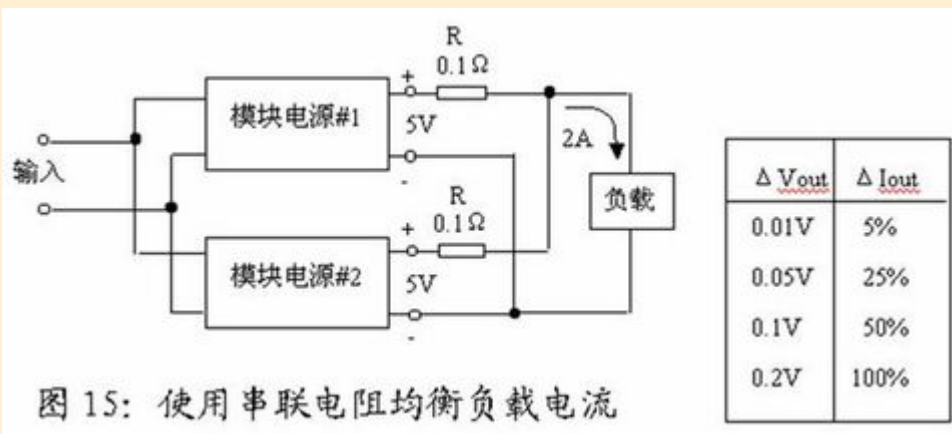 R
0.1Ω
+
模块电源#1
5V
2A
-
输入
负载
R
0.1Ω
+
模块电源#2
5V
-
ΔVout ΔIout
0.01V 5%
0.05V 25%
0.1V 50%
0.2V 100%
图 15: 使用串联电阻均衡负载电流